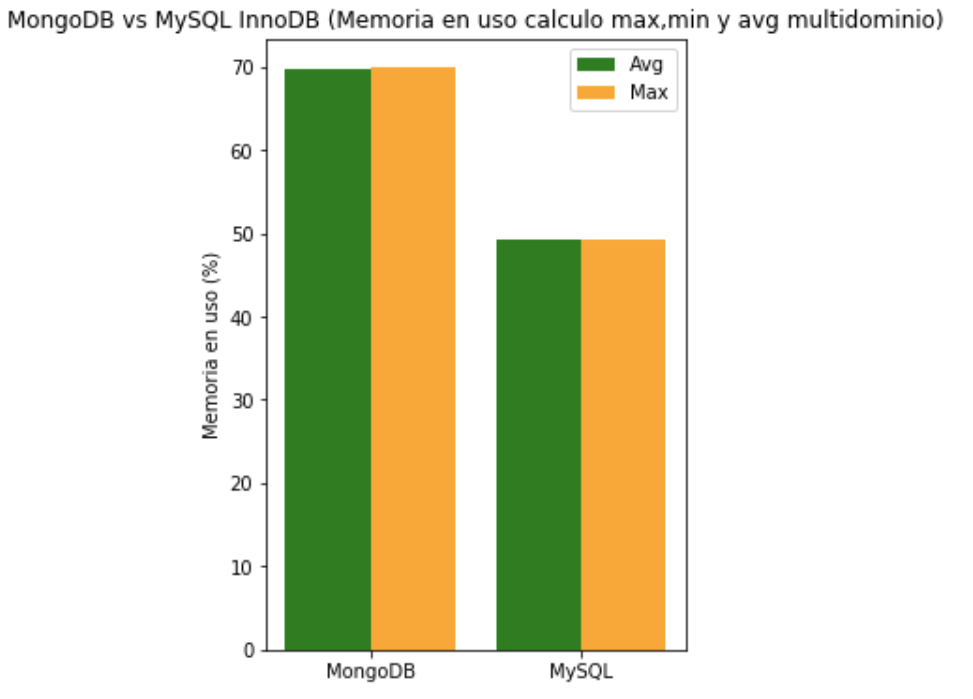 MongoDB vs MySQL InnoDB (Memoria en uso calculo max,min y avg multidominio)
Avg
Max
Memoria en uso (%)
70
60
50
40
30
20
10
0
MongoDB
MySQL